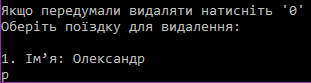 Якщо передумали видаляти натисніть '0'
Оберіть поїздку для видалення:
1. Ім’я: Олександр
р